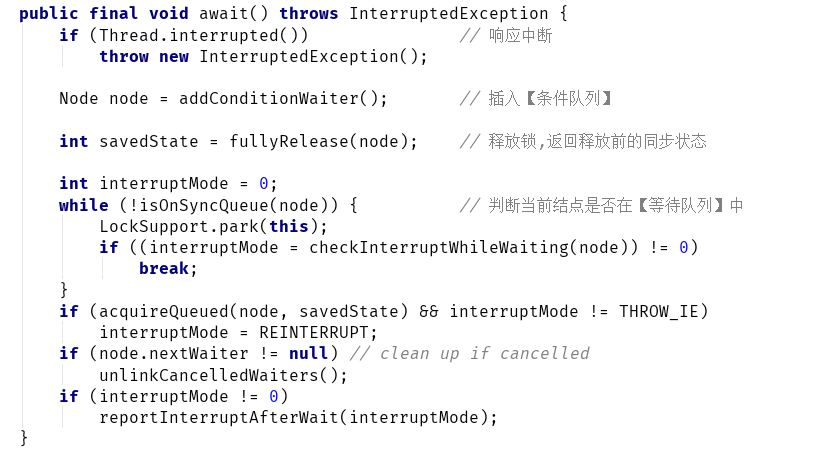 public final void await() throws InterruptedException {
    if (Thread.interrupted())               // 响应中断
        throw new InterruptedException();

    Node node = addConditionWaiter();       // 插入【条件队列】

    int savedState = fullyRelease(node);    // 释放锁,返回释放前的同步状态

    int interruptMode = 0;
    while (!isOnSyncQueue(node)) {          // 判断当前结点是否在【等待队列】中
        LockSupport.park(this);
        if ((interruptMode = checkInterruptWhileWaiting(node)) != 0)
            break;
    }
    if (acquireQueued(node, savedState) && interruptMode != THROW_IE)
        interruptMode = REINTERRUPT;
    if (node.nextWaiter != null) // clean up if cancelled
        unlinkCancelledWaiters();
    if (interruptMode != 0)
        reportInterruptAfterWait(interruptMode);
}